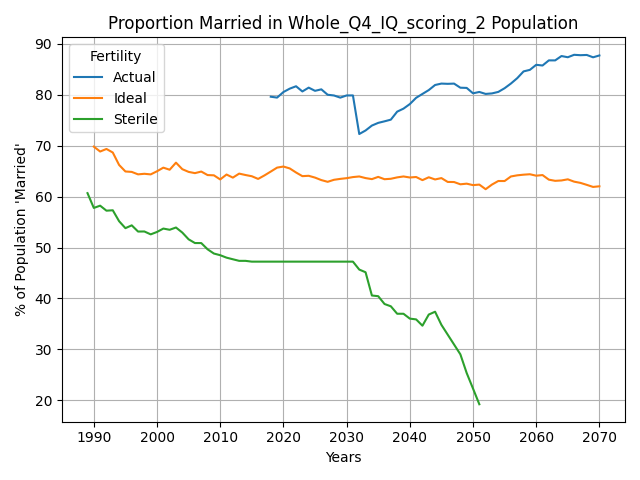 Proportion Married in Whole_Q4_IQ_scoring_2 Population
Fertility
Actual
Ideal
Sterile
% of Population 'Married'
90
80
70
60
50
40
30
20
1990 2000 2010 2020 2030 2040 2050 2060 2070
Years